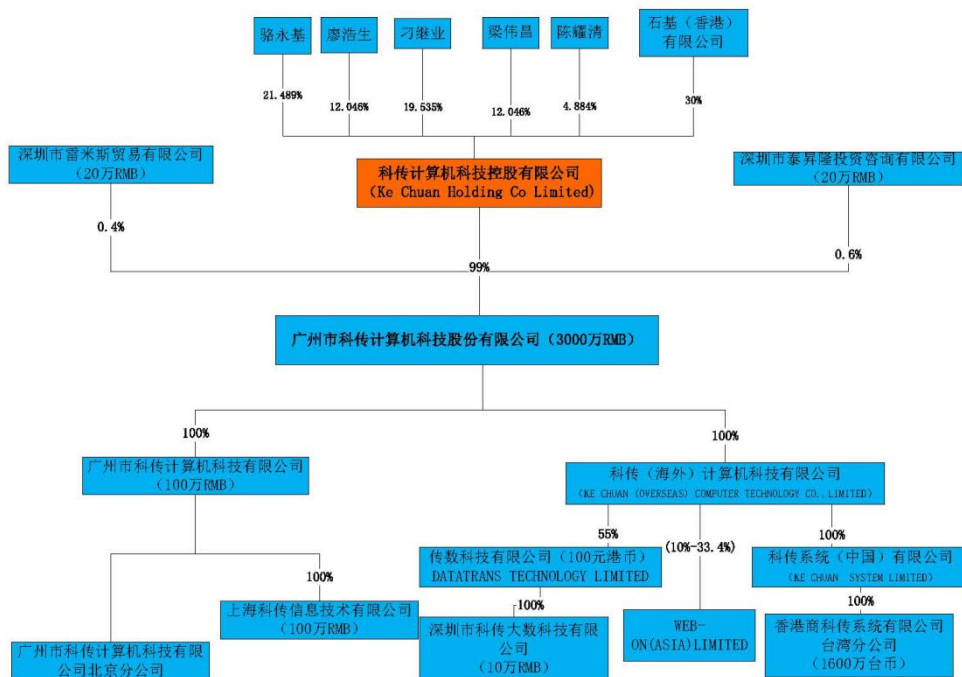 骆永基
廖浩生
刁继业
梁伟昌
陈耀清
石基（香港）
有限公司
21.489%
12.046%
19.535%
12.046%
4.884%
30%
深圳市雷米斯贸易有限公司
（20万RMB）
科传计算机科技控股有限公司
（Ke Chuan Holding Co Limited)
深圳市泰昇隆投资咨询有限公司
（20万RMB）
0.4%
99%
0.6%
广州市科传计算机科技股份有限公司（3000万RMB）
100%
100%
广州市科传计算机科技有限公司
（100万RMB）
科传（海外）计算机科技有限公司
（KE CHUAN (OVERSEAS) COMPUTER TECHNOLOGY CO.,LIMITED）
55%
(10%-33.4%)
100%
传数科技有限公司（100元港币）
DATATRANS TECHNOLOGY LIMITED
科传系统（中国）有限公司
（KE CHUAN SYSTEM LIMITED）
100%
100%
100%
上海科传信息技术有限公司
（100万RMB）
深圳市科传大数科技有限公
司
（10万RMB）
WEB-
ON(ASIA)LIMITED
香港商科传系统有限公司
台湾分公司
（1600万台币）
广州市科传计算机科技有限
公司北京分公司